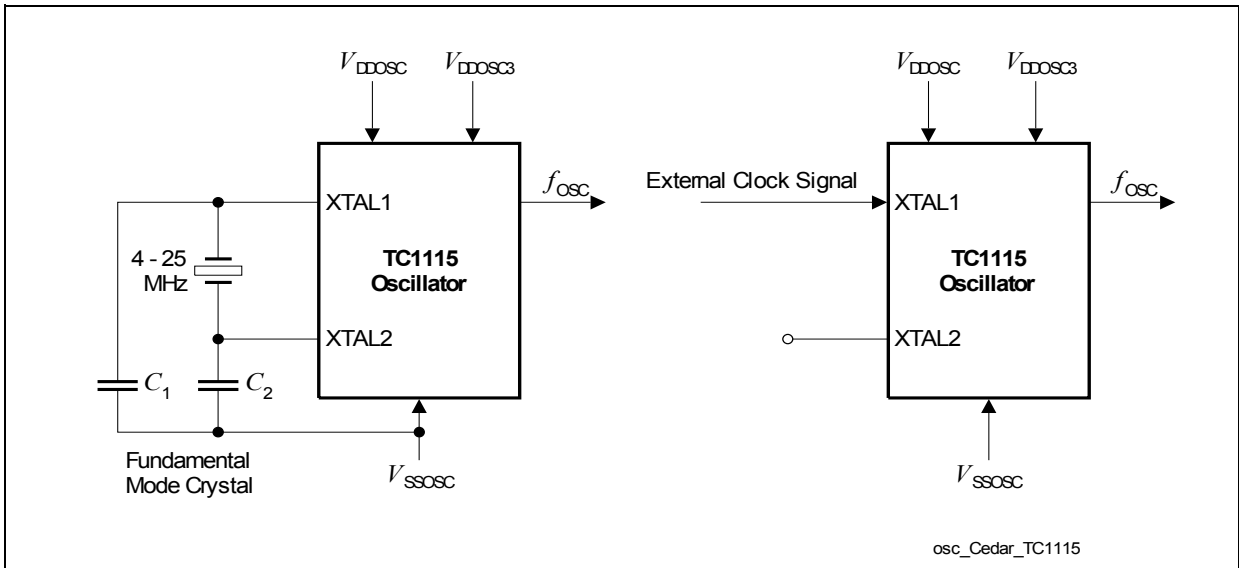 VDDOSC VDDOSC3
fOSC
XTAL1
4 - 25
MHz
TC1115
Oscillator
XTAL2
C1
C2
Fundamental
Mode Crystal
VSSOSC
VDDOSC VDDOSC3
External Clock Signal
fOSC
XTAL1
TC1115
Oscillator
XTAL2
VSSOSC
osc_Cedar_TC1115